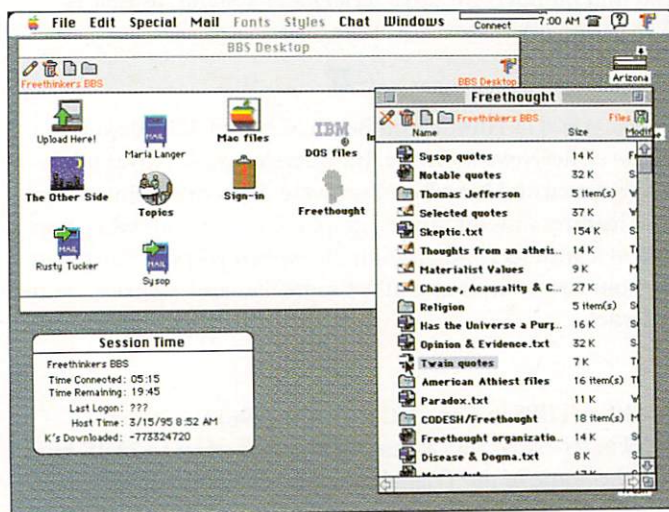 File Edit Special Mail Fonts Styles Chat Windows Connect 7:00 AM
BBS Desktop
Freethinkers BBS
BBS Desktop
Arizona
Upload Here!
MAIL
Maria Langer
Mac files
IBM
DOS files
The Other Side
Topics
Sign-in
Freethought
MAIL
Rusty Tucker
MAIL
Sysop
Freethought
Freethinkers BBS Files
Name Size Modifie
Sysop quotes 14 K
Notable quotes 32 K
Thomas Jefferson 5 item(s)
Selected quotes 37 K
Skeptic.txt 154 K
Thoughts from an atheis... 14 K
Materialist Values 9 K
Chance, Acausality & C... 27 K
Religion 5 item(s)
Has the Universe a Purp... 16 K
Opinion & Evidence.txt 32 K
Twain quotes 7 K
American Athiest files 16 item(s)
Paradox.txt 11 K
CODESH/Freethought 18 item(s)
Freethought organizatio... 14 K
Disease & Dogma.txt 8 K
Session Time
Freethinkers BBS
Time Connected: 05:15
Time Remaining: 19:45
Last Logon: ???
Host Time: 3/15/95 8:52 AM
K's Downloaded: -773324720